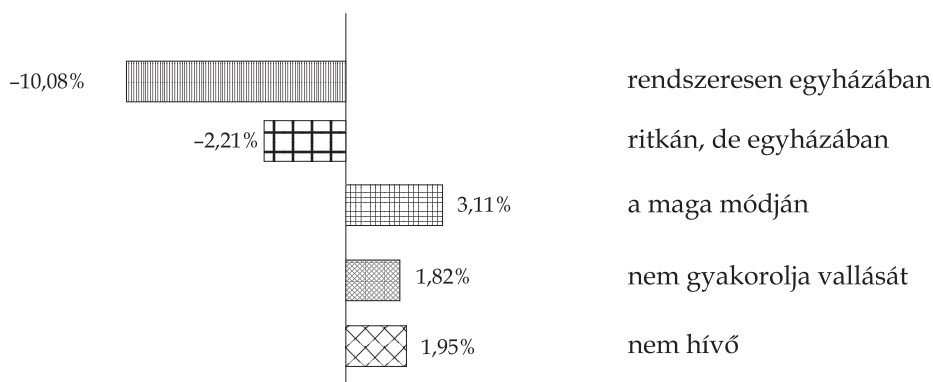 –10,08% rendszeresen egyházában
–2,21% ritkán, de egyházában
3,11% a maga módján
1,82% nem gyakorolja vallását
1,95% nem hívő